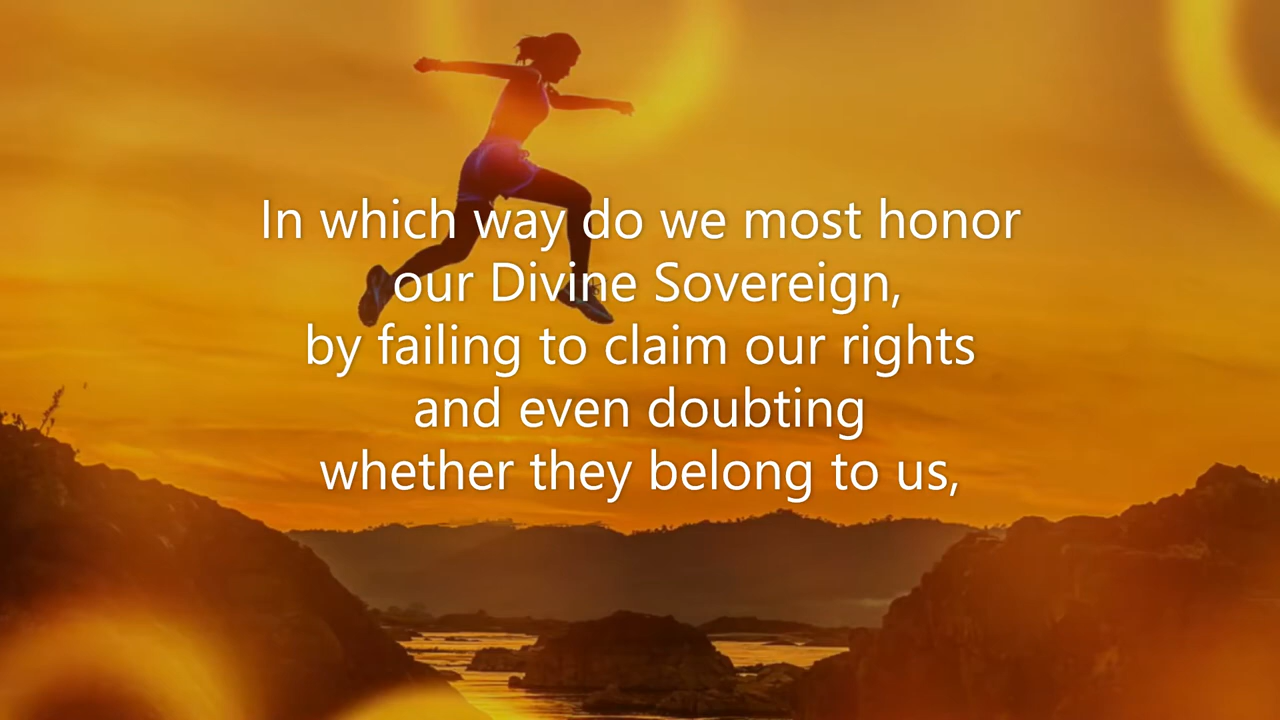 In which way do we most honor
our Divine Sovereign,
by failing to claim our rights
and even doubting
whether they belong to us,